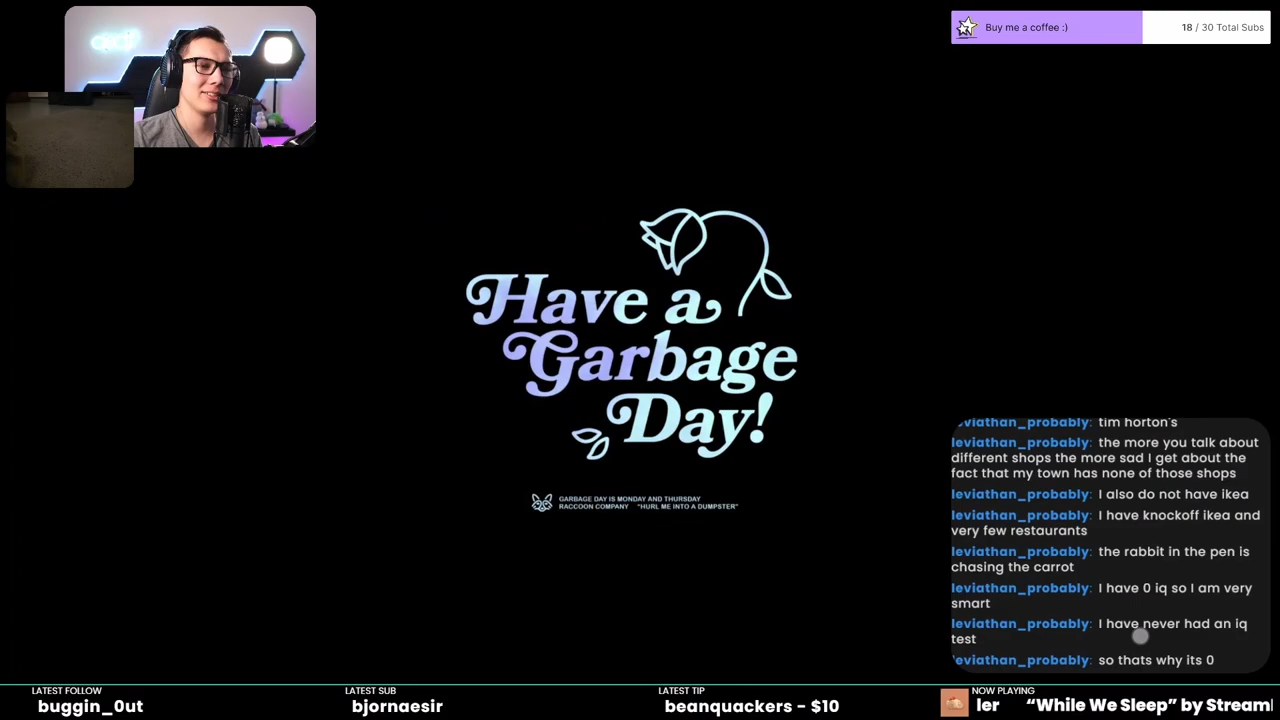 Buy me a coffee :)
18 / 30 Total Subs
Have a
Garbage
Day!
GARBAGE DAY IS MONDAY AND THURSDAY
RACCOON COMPANY "HURL ME INTO A DUMPSTER"
leviathan_probably: tim horton's
leviathan_probably: the more you talk about
different shops the more sad I get about the
fact that my town has none of those shops
leviathan_probably: I also do not have ikea
leviathan_probably: I have knockoff ikea and
very few restaurants
leviathan_probably: the rabbit in the pen is
chasing the carrot
leviathan_probably: I have 0 iq so I am very
smart
leviathan_probably: I have never had an iq
test
leviathan_probably: so thats why its 0
LATEST FOLLOW
buggin_0ut
LATEST SUB
bjornaesir
LATEST TIP
beanquackers - $10
NOW PLAYING
ler “While We Sleep” by Streaml